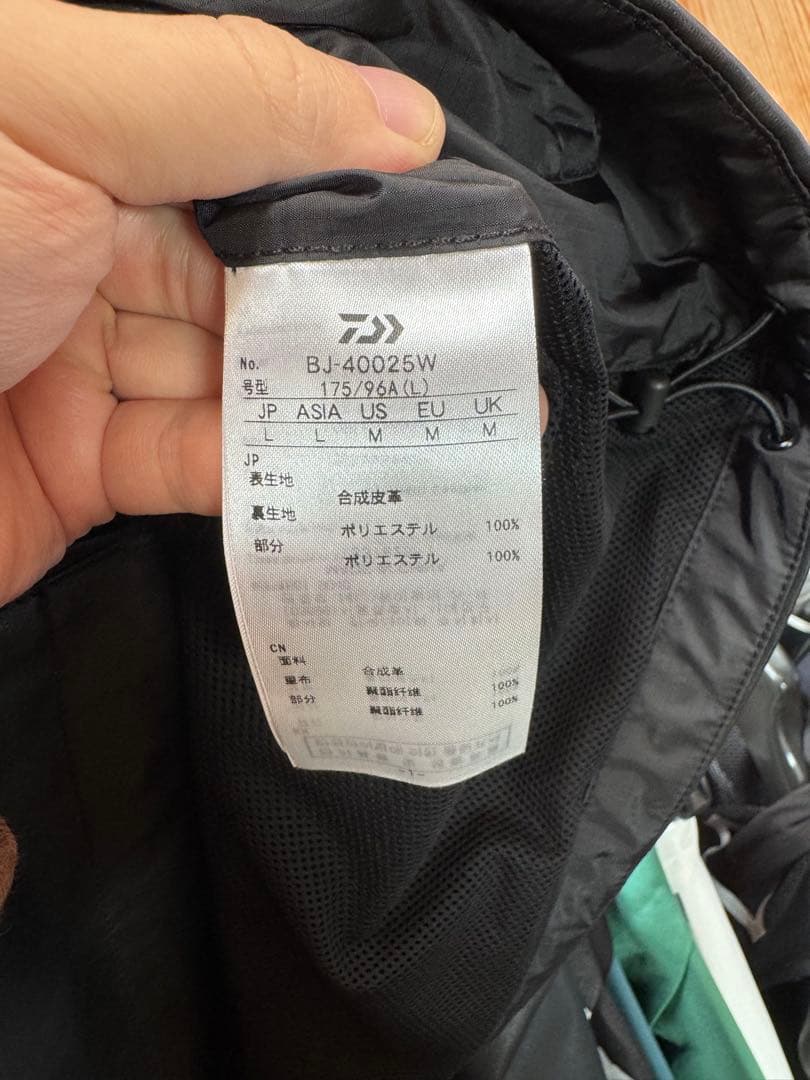 No. BJ-40025W
号型 175/96A(L)
JP ASIA US EU UK
L L M M M
JP
表生地 合成皮革
裏生地 ポリエステル 100%
部分 ポリエステル 100%
CN
面料 合成革 100%
里布 聚酯纤维 100%
部分 聚酯纤维 100%
-1-